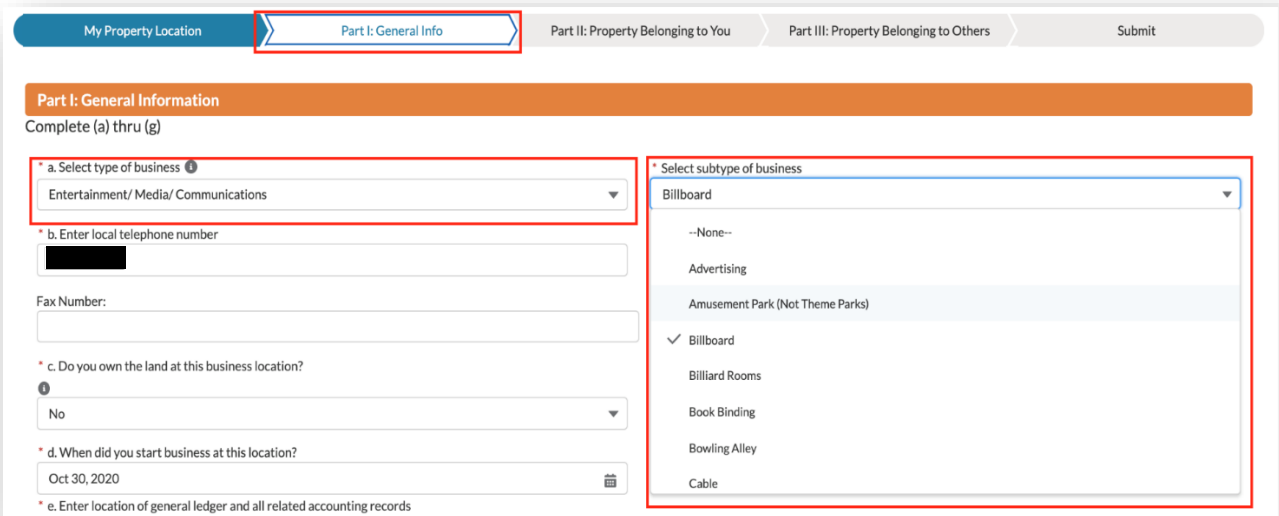 My Property Location
Part I: General Info
Part II: Property Belonging to You
Part III: Property Belonging to Others
Submit
Part I: General Information
Complete (a) thru (g)
* a. Select type of business
Entertainment/ Media/ Communications
* b. Enter local telephone number
Fax Number:
* c. Do you own the land at this business location?
No
* d. When did you start business at this location?
Oct 30, 2020
* e. Enter location of general ledger and all related accounting records
* Select subtype of business
Billboard
--None--
Advertising
Amusement Park (Not Theme Parks)
Billboard
Billiard Rooms
Book Binding
Bowling Alley
Cable